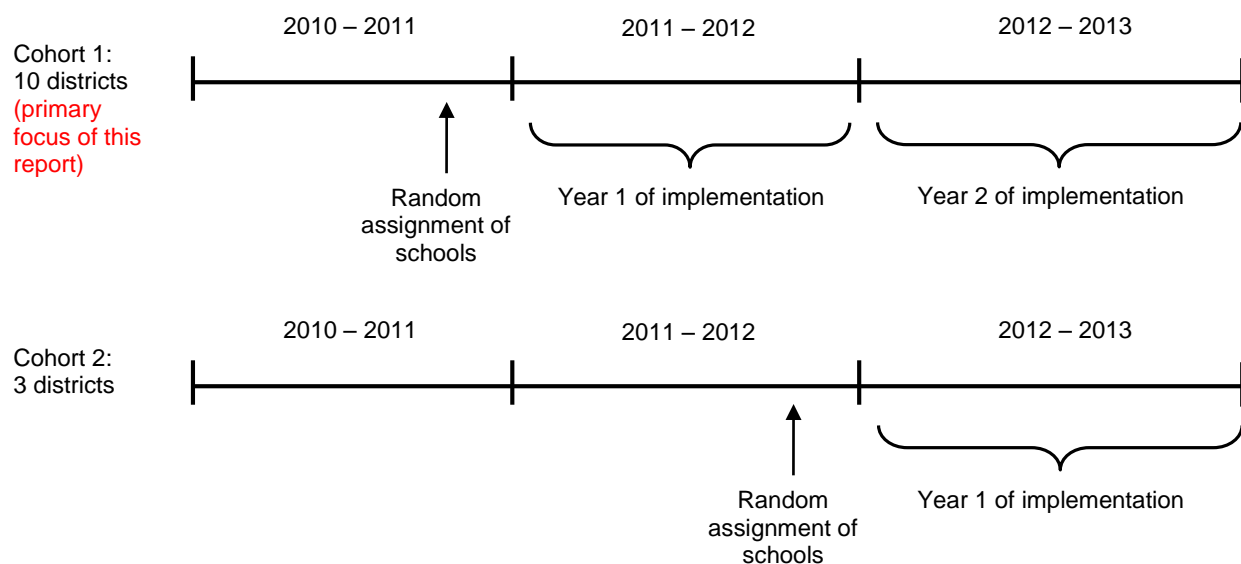 2010 – 2011
2011 – 2012
2012 – 2013
Cohort 1:
10 districts
(primary
focus of this
report)
Random
assignment of
schools
Year 1 of implementation
Year 2 of implementation
2010 – 2011
2011 – 2012
2012 – 2013
Cohort 2:
3 districts
Random
assignment of
schools
Year 1 of implementation